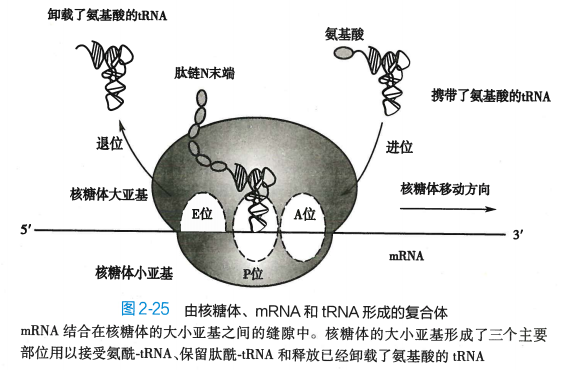 卸载了氨基酸的tRNA
氨基酸
肽链N末端
携带了氨基酸的tRNA
退位
进位
核糖体大亚基
核糖体移动方向
E位
A位
5′
3′
mRNA
核糖体小亚基
P位
图2-25 由核糖体、mRNA 和 tRNA 形成的复合体
mRNA 结合在核糖体的大小亚基之间的缝隙中。核糖体的大小亚基形成了三个主要
部位用以接受氨酰-tRNA、保留肽酰-tRNA 和释放已经卸载了氨基酸的 tRNA